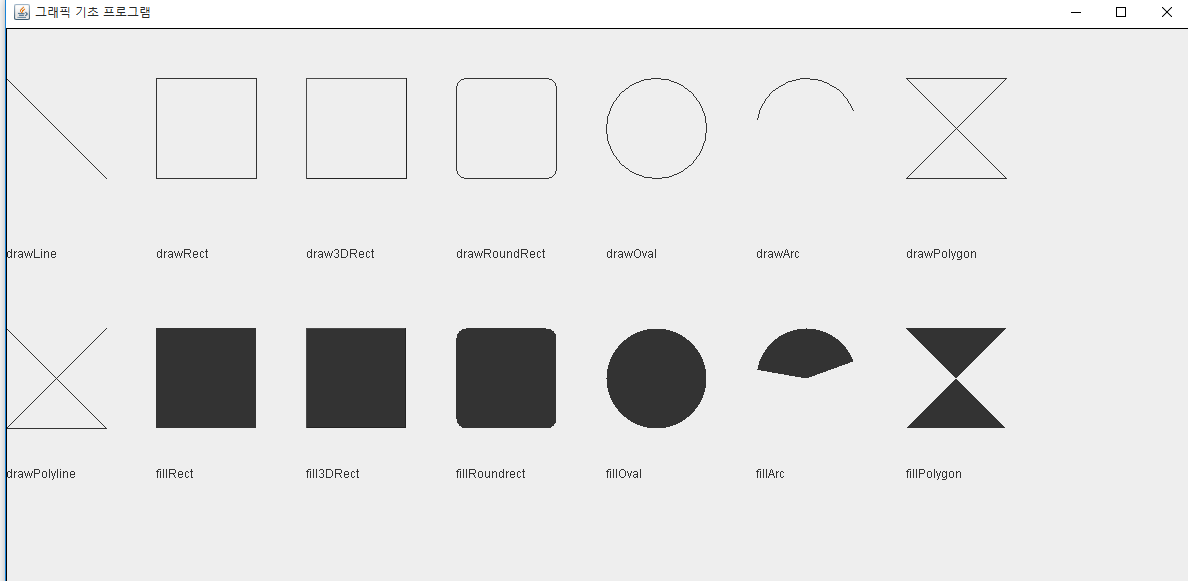 그래픽 기초 프로그램
drawLine drawRect draw3DRect drawRoundRect drawOval drawArc drawPolygon
drawPolyline fillRect fill3DRect fillRoundrect fillOval fillArc fillPolygon